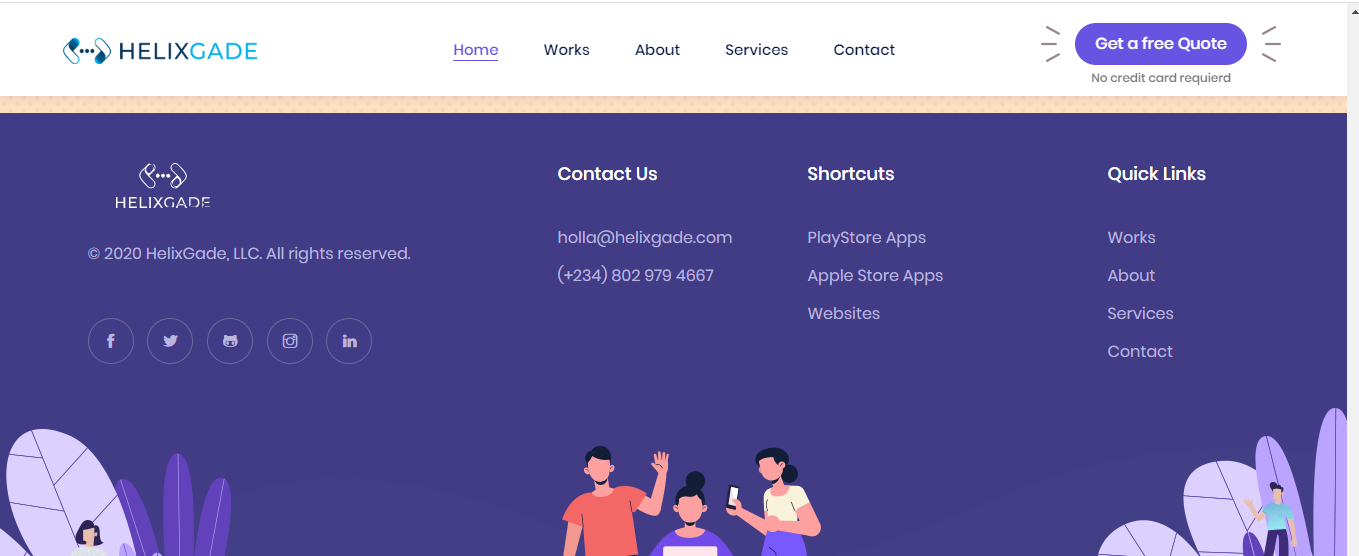 HELIXGADE
Home Works About Services Contact
Get a free Quote
No credit card requierd
HELIXGADE
© 2020 HelixGade, LLC. All rights reserved.
Contact Us
holla@helixgade.com
(+234) 802 979 4667
Shortcuts
PlayStore Apps
Apple Store Apps
Websites
Quick Links
Works
About
Services
Contact